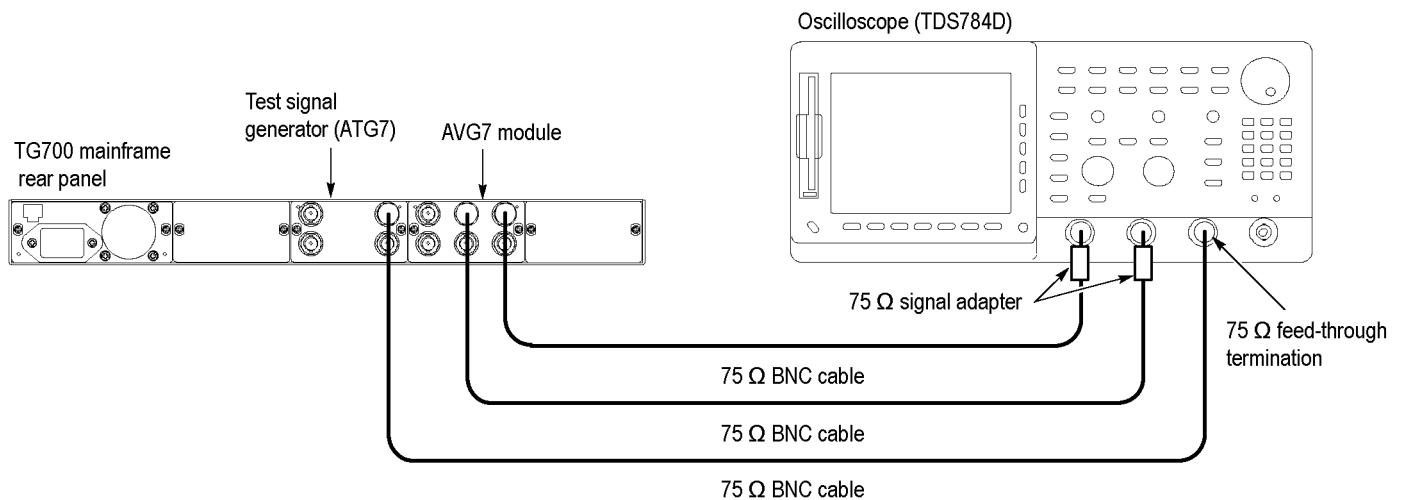 Oscilloscope (TDS784D)
Test signal
generator (ATG7)
AVG7 module
TG700 mainframe
rear panel
75 Ω signal adapter
75 Ω feed-through
termination
75 Ω BNC cable
75 Ω BNC cable
75 Ω BNC cable